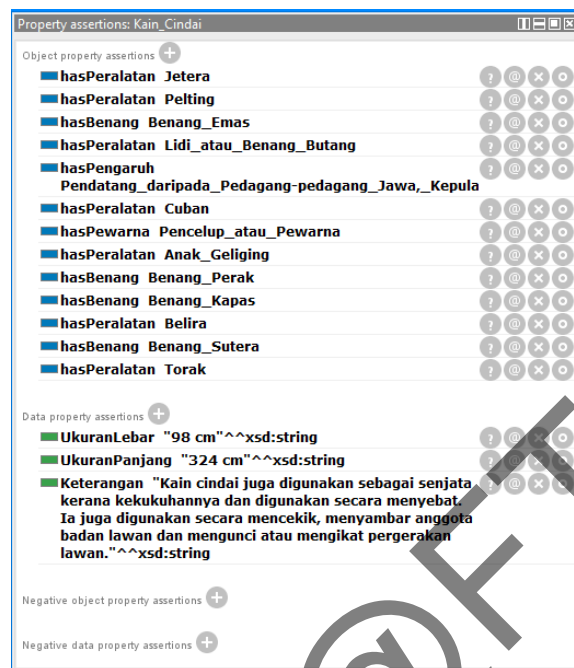 Property assertions: Kain_Cindai
Object property assertions
hasPeralatan Jetera
hasPeralatan Pelting
hasBenang Benang_Emas
hasPeralatan Lidi_atau_Benang_Butang
hasPengaruh
Pendatang_daripada_Pedagang-pedagang_Jawa,_Kepula
hasPeralatan Cuban
hasPewarna Pencelup_atau_Pewarna
hasPeralatan Anak_Geliging
hasBenang Benang_Perak
hasBenang Benang_Kapas
hasPeralatan Belira
hasBenang Benang_Sutera
hasPeralatan Torak
Data property assertions
UkuranLebar "98 cm"^^xsd:string
UkuranPanjang "324 cm"^^xsd:string
Keterangan "Kain cindai juga digunakan sebagai senjata
kerana kekukuhannya dan digunakan secara menyebat.
Ia juga digunakan secara mencekik, menyambar anggota
badan lawan dan mengunci atau mengikat pergerakan
lawan."^^xsd:string
Negative object property assertions
Negative data property assertions
@FT